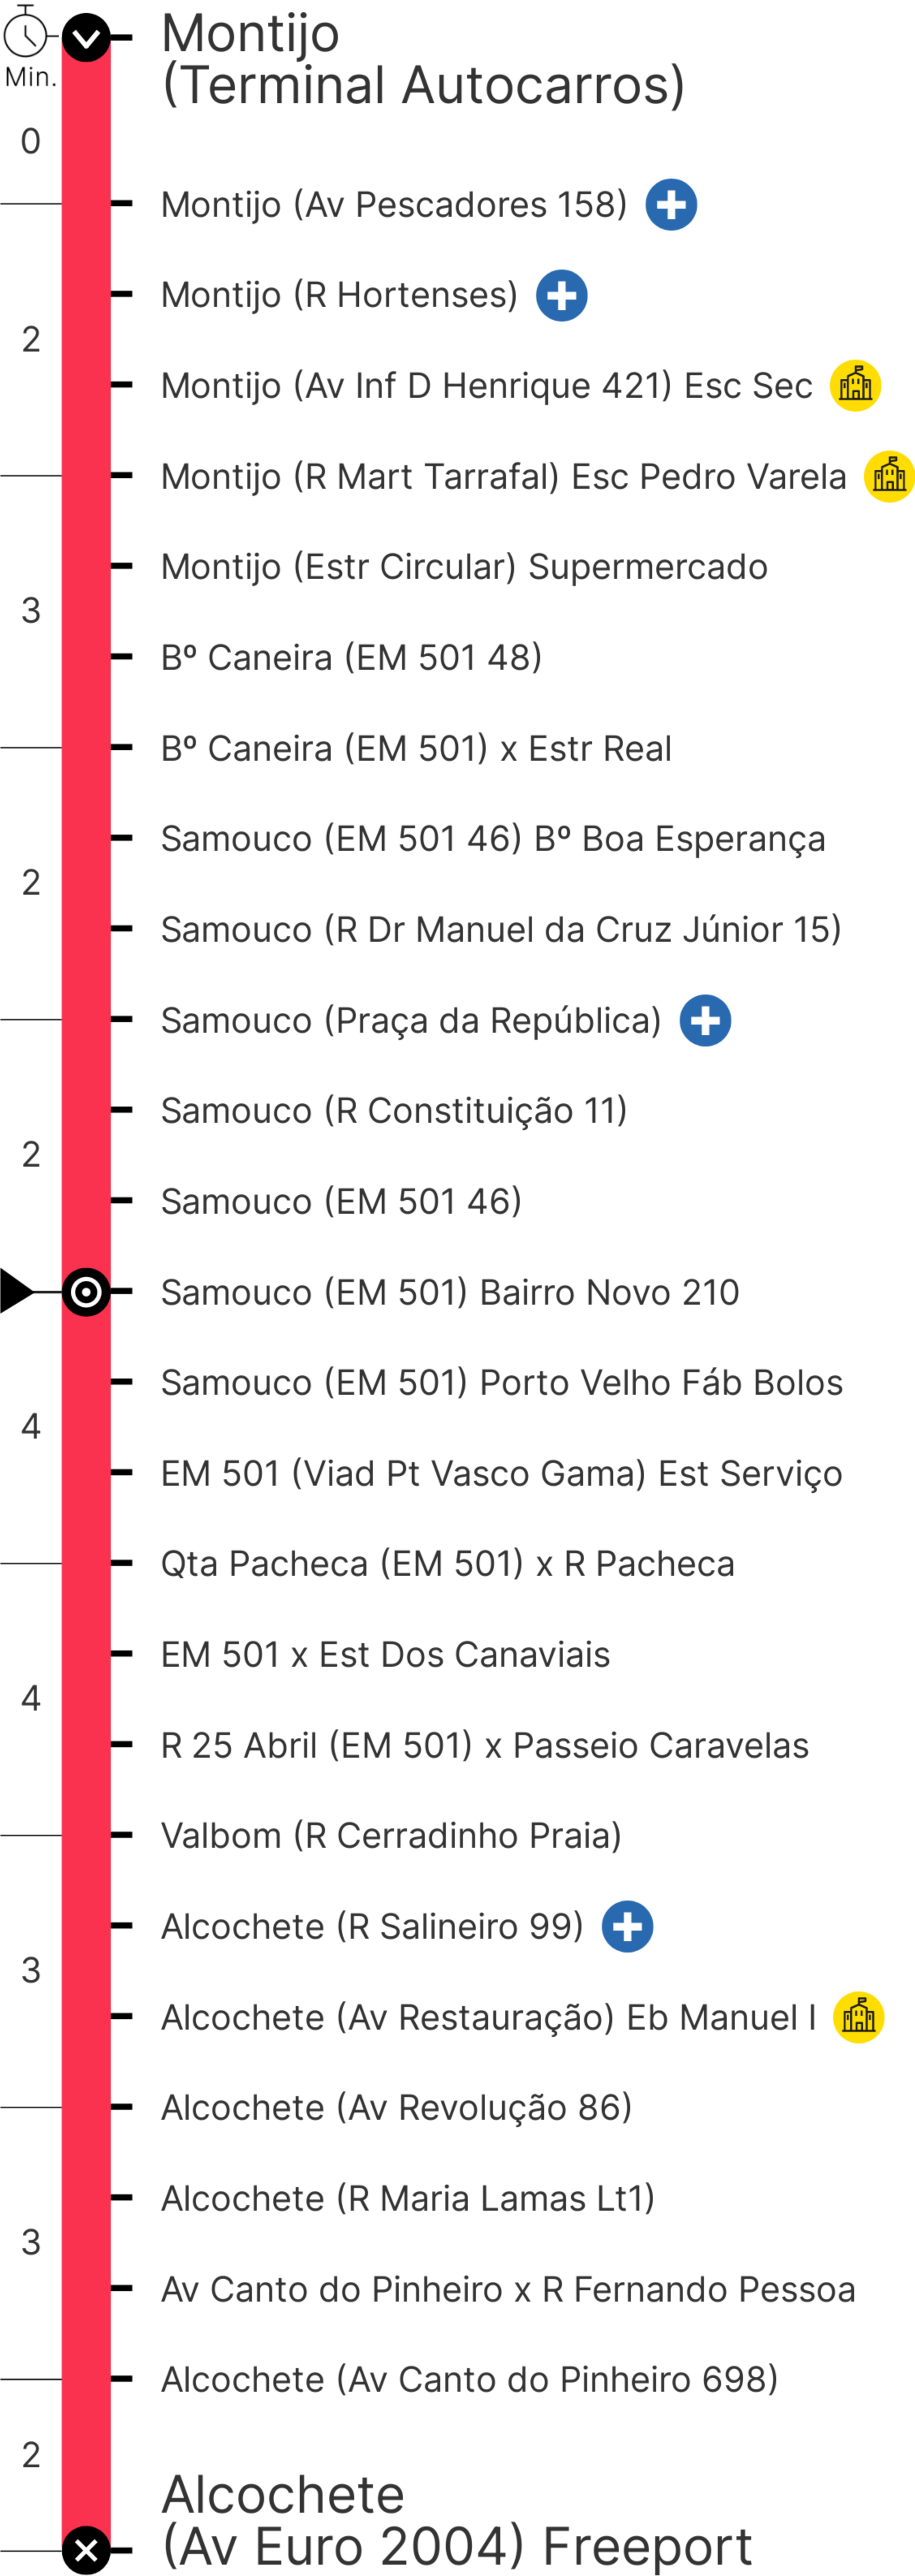 Montijo
(Terminal Autocarros)
Min.
0
Montijo (Av Pescadores 158)
Montijo (R Hortenses)
2
Montijo (Av Inf D Henrique 421) Esc Sec
Montijo (R Mart Tarrafal) Esc Pedro Varela
Montijo (Estr Circular) Supermercado
3
Bº Caneira (EM 501 48)
Bº Caneira (EM 501) x Estr Real
Samouco (EM 501 46) Bº Boa Esperança
2
Samouco (R Dr Manuel da Cruz Júnior 15)
Samouco (Praça da República)
Samouco (R Constituição 11)
2
Samouco (EM 501 46)
Samouco (EM 501) Bairro Novo 210
Samouco (EM 501) Porto Velho Fáb Bolos
4
EM 501 (Viad Pt Vasco Gama) Est Serviço
Qta Pacheca (EM 501) x R Pacheca
EM 501 x Est Dos Canaviais
4
R 25 Abril (EM 501) x Passeio Caravelas
Valbom (R Cerradinho Praia)
Alcochete (R Salineiro 99)
3
Alcochete (Av Restauração) Eb Manuel I
Alcochete (Av Revolução 86)
Alcochete (R Maria Lamas Lt1)
3
Av Canto do Pinheiro x R Fernando Pessoa
Alcochete (Av Canto do Pinheiro 698)
2
Alcochete
(Av Euro 2004) Freeport